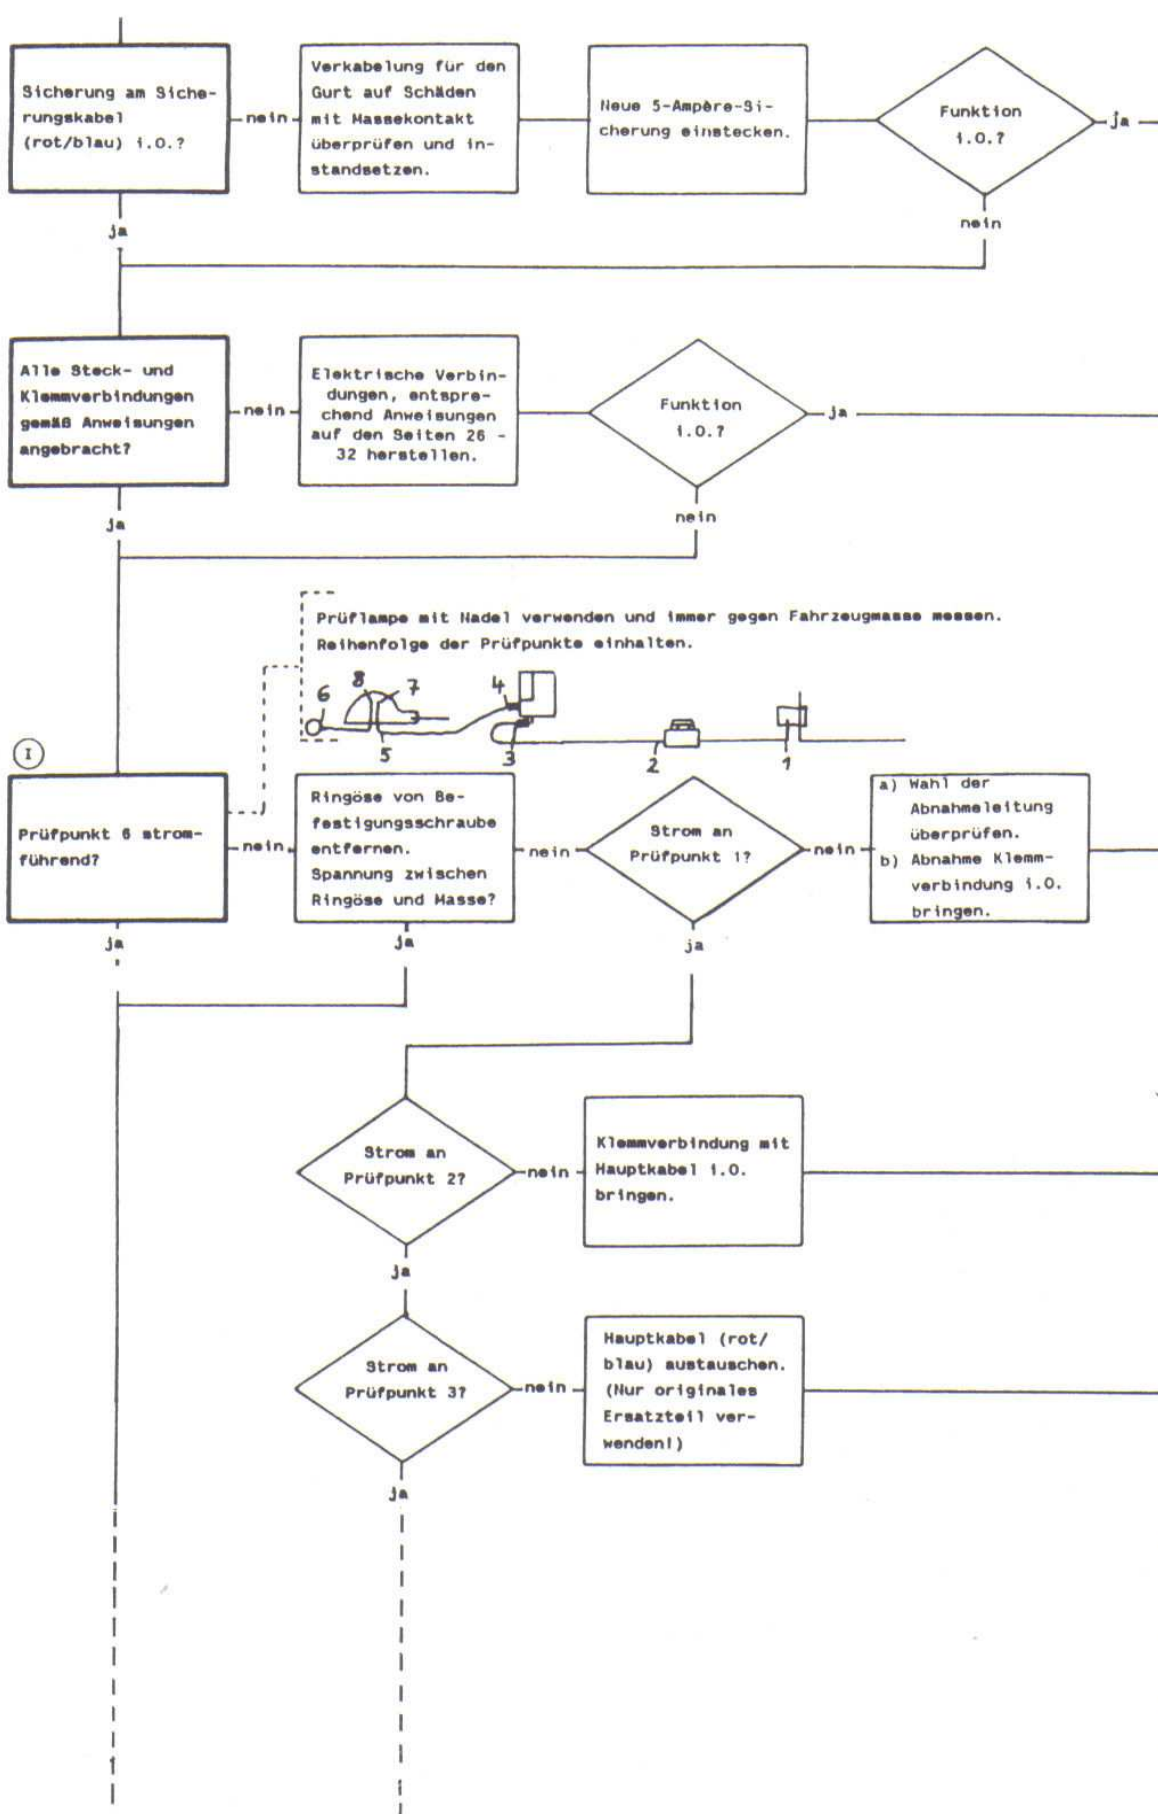 Sicherung am Siche-
rungskabel
(rot/blau) i.O.?
nein
Verkabelung für den
Gurt auf Schäden
mit Massekontakt
überprüfen und in-
standsetzen.
Neue 5-Ampère-Si-
cherung einstecken.
Funktion
i.O.?
ja
ja
nein
Alle Steck- und
Klemmverbindungen
gemäß Anweisungen
angebracht?
nein
Elektrische Verbin-
dungen, entspre-
chend Anweisungen
auf den Seiten 26 -
32 herstellen.
Funktion
i.O.?
ja
ja
nein
Prüflampe mit Nadel verwenden und immer gegen Fahrzeugmasse messen.
Reihenfolge der Prüfpunkte einhalten.
6 8 7 4
5 3 2 1
I
Prüfpunkt 6 strom-
führend?
nein
Ringöse von Be-
festigungsschraube
entfernen.
Spannung zwischen
Ringöse und Masse?
nein
Strom an
Prüfpunkt 1?
nein
a) Wahl der
Abnahmeleitung
überprüfen.
b) Abnahme Klemm-
verbindung i.O.
bringen.
ja
ja
ja
Strom an
Prüfpunkt 2?
nein
Klemmverbindung mit
Hauptkabel i.O.
bringen.
ja
Strom an
Prüfpunkt 3?
nein
Hauptkabel (rot/
blau) austauschen.
(Nur originales
Ersatzteil ver-
wenden!)
ja